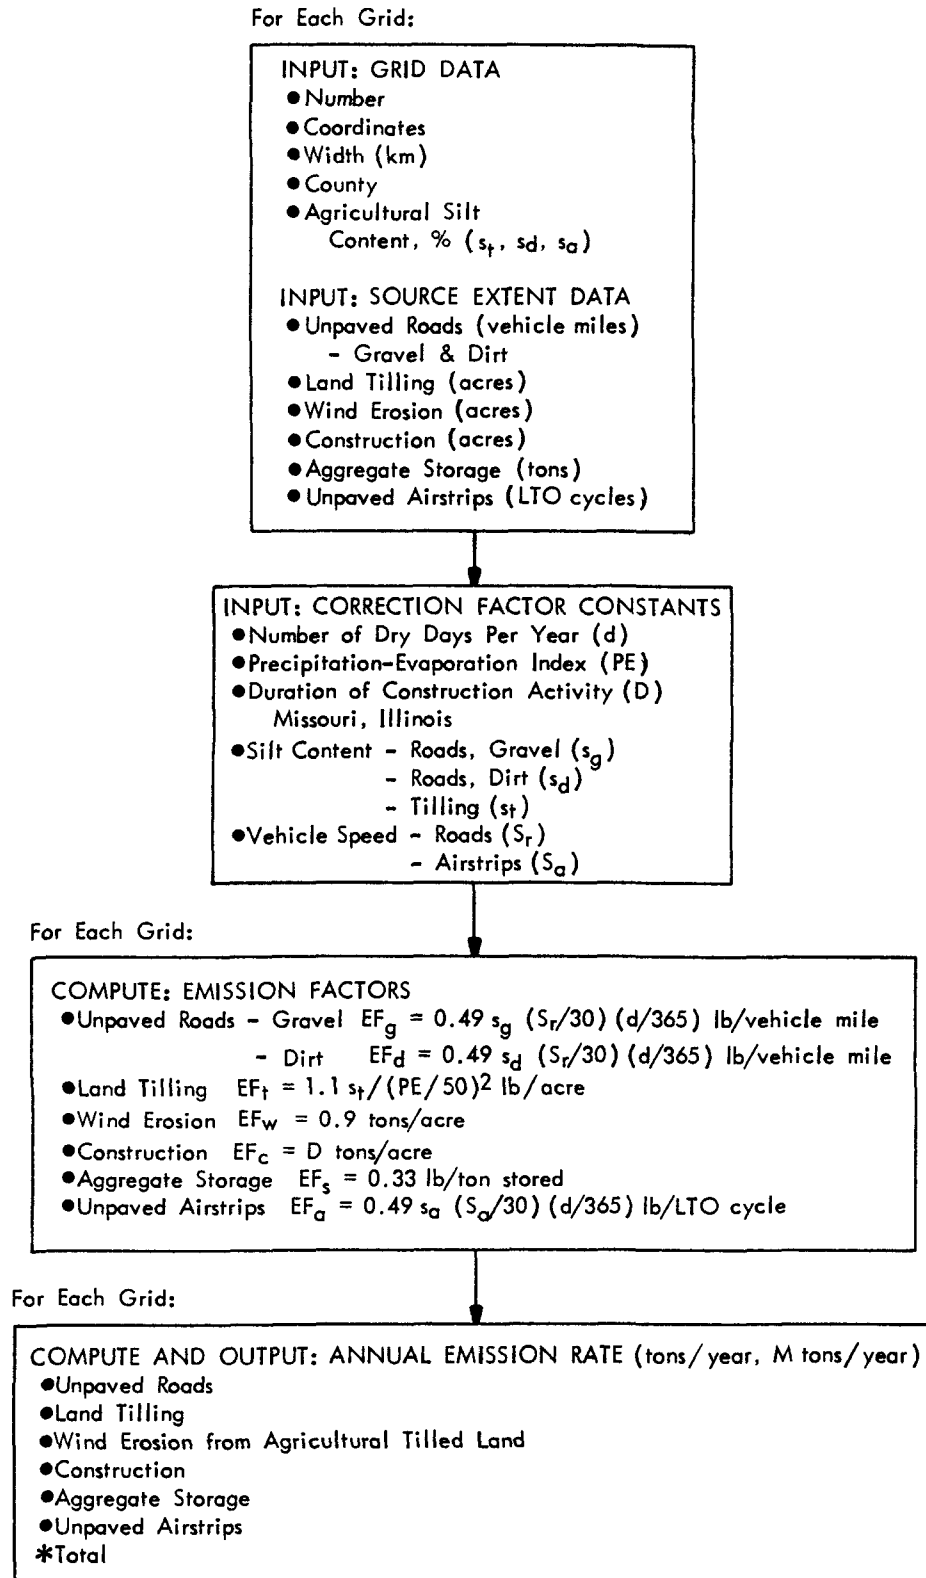 For Each Grid:
INPUT: GRID DATA
●Number
●Coordinates
●Width (km)
●County
●Agricultural Silt
Content, % (st, sd, sa)
INPUT: SOURCE EXTENT DATA
●Unpaved Roads (vehicle miles)
- Gravel & Dirt
●Land Tilling (acres)
●Wind Erosion (acres)
●Construction (acres)
●Aggregate Storage (tons)
●Unpaved Airstrips (LTO cycles)
INPUT: CORRECTION FACTOR CONSTANTS
●Number of Dry Days Per Year (d)
●Precipitation-Evaporation Index (PE)
●Duration of Construction Activity (D)
Missouri, Illinois
●Silt Content - Roads, Gravel (sg)
- Roads, Dirt (sd)
- Tilling (st)
●Vehicle Speed - Roads (Sr)
- Airstrips (Sa)
For Each Grid:
COMPUTE: EMISSION FACTORS
●Unpaved Roads - Gravel EFg = 0.49 sg (Sr/30) (d/365) lb/vehicle mile
- Dirt EFd = 0.49 sd (Sr/30) (d/365) lb/vehicle mile
●Land Tilling EFt = 1.1 st/(PE/50)² lb/acre
●Wind Erosion EFw = 0.9 tons/acre
●Construction EFc = D tons/acre
●Aggregate Storage EFs = 0.33 lb/ton stored
●Unpaved Airstrips EFa = 0.49 sa (Sa/30) (d/365) lb/LTO cycle
For Each Grid:
COMPUTE AND OUTPUT: ANNUAL EMISSION RATE (tons/year, M tons/year)
●Unpaved Roads
●Land Tilling
●Wind Erosion from Agricultural Tilled Land
●Construction
●Aggregate Storage
●Unpaved Airstrips
*Total